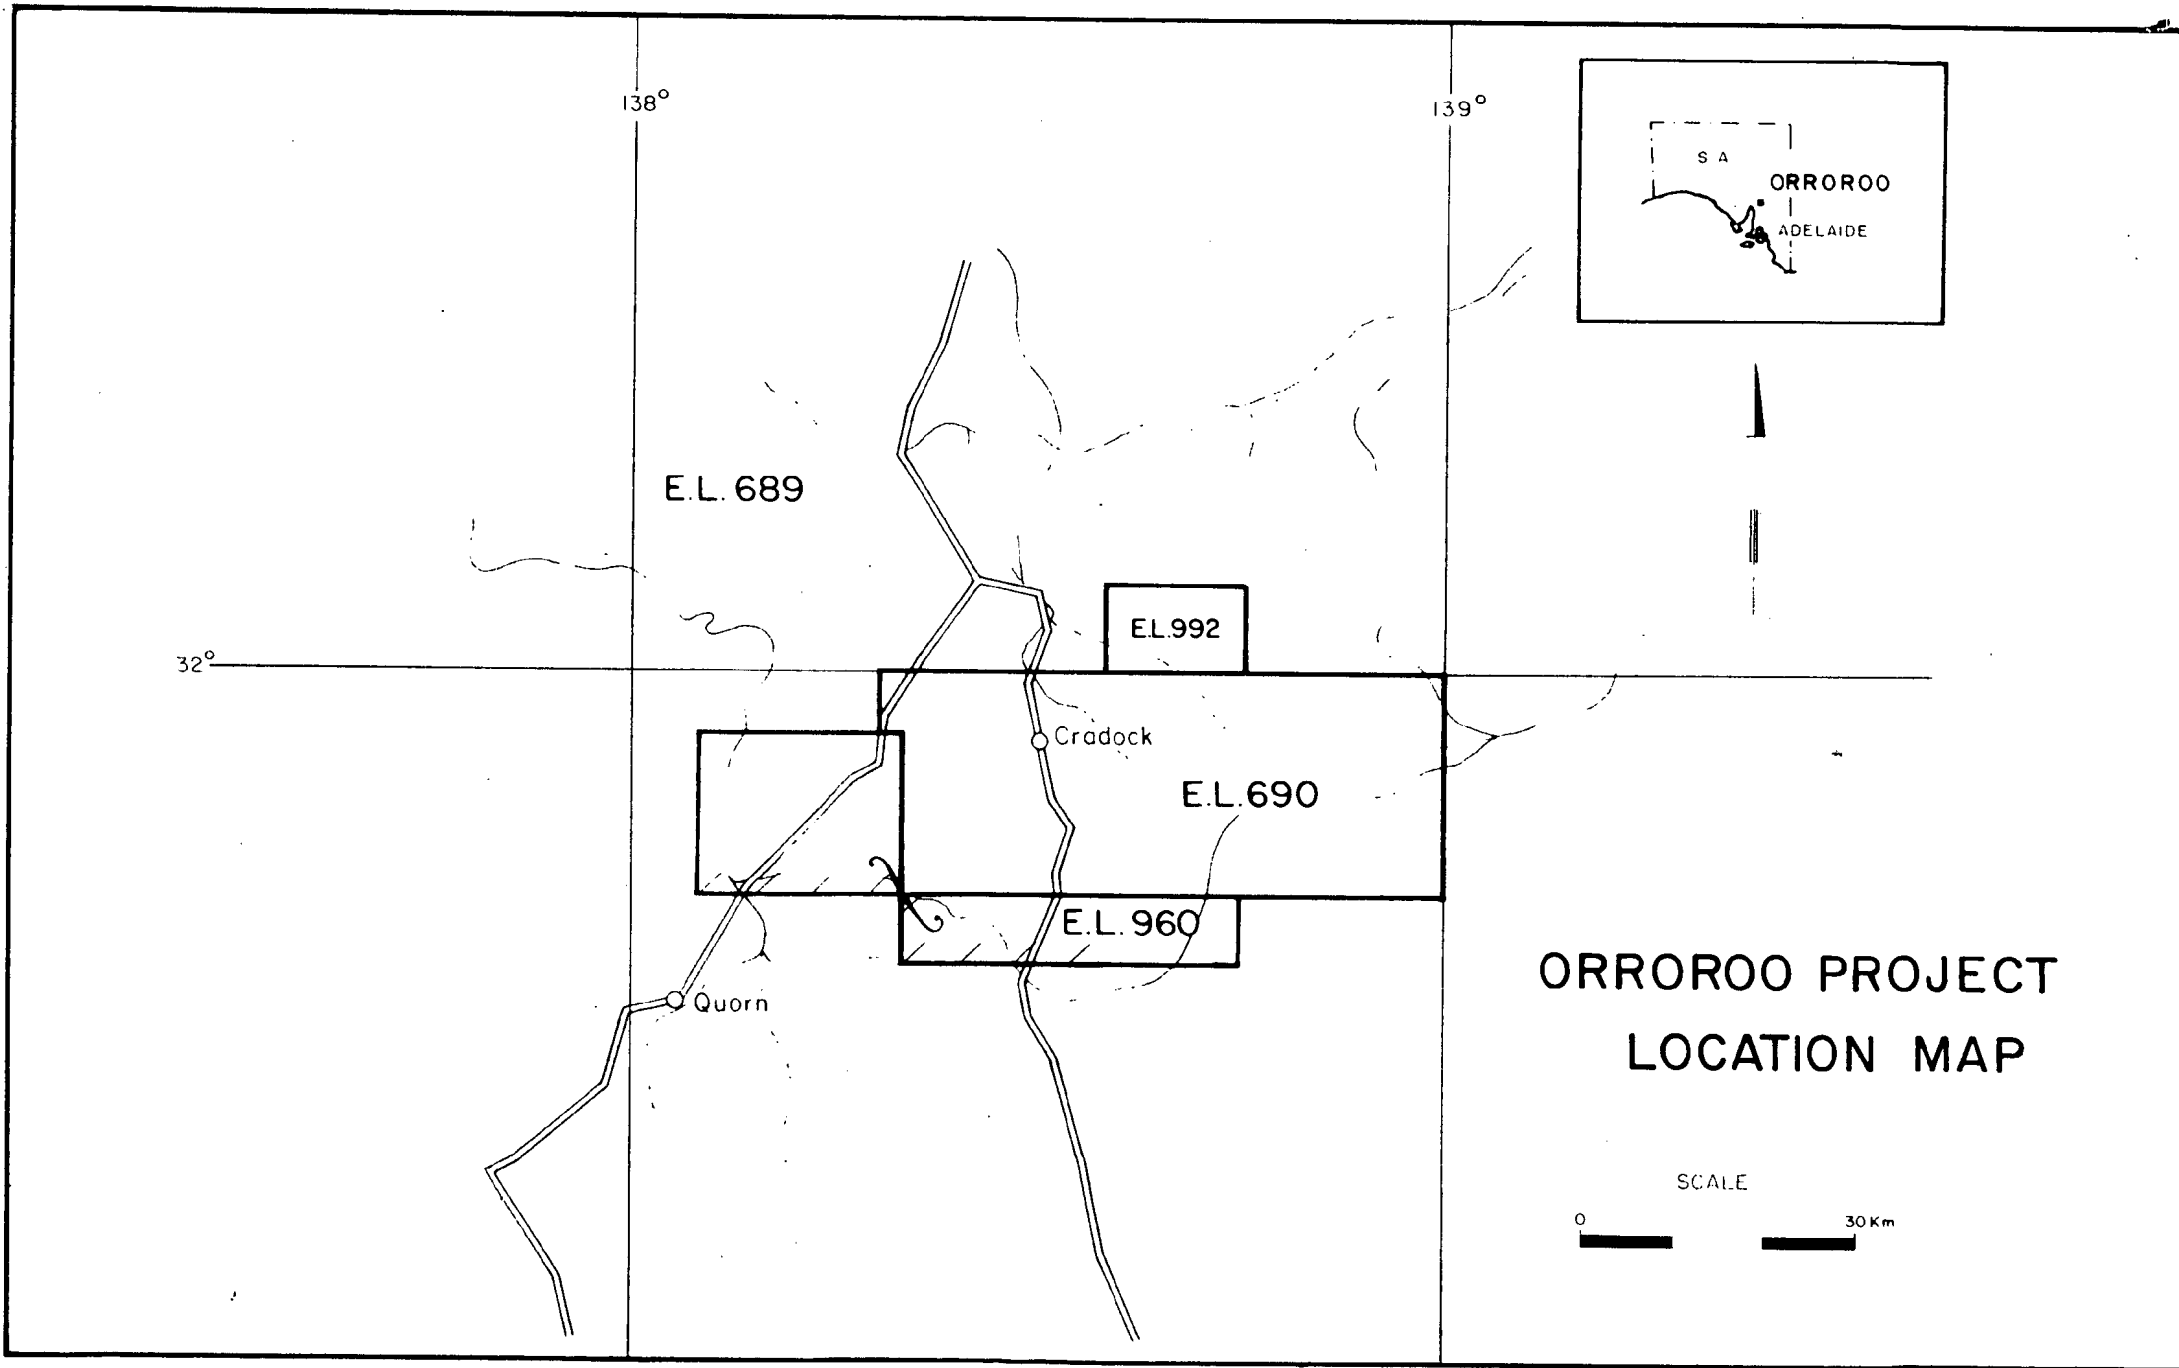 138°
139°
S A
ORROROO
ADELAIDE
E.L. 689
E.L.992
32°
Cradock
E.L.690
E.L. 960
Quorn
ORROROO PROJECT
LOCATION MAP
SCALE
0 30 Km